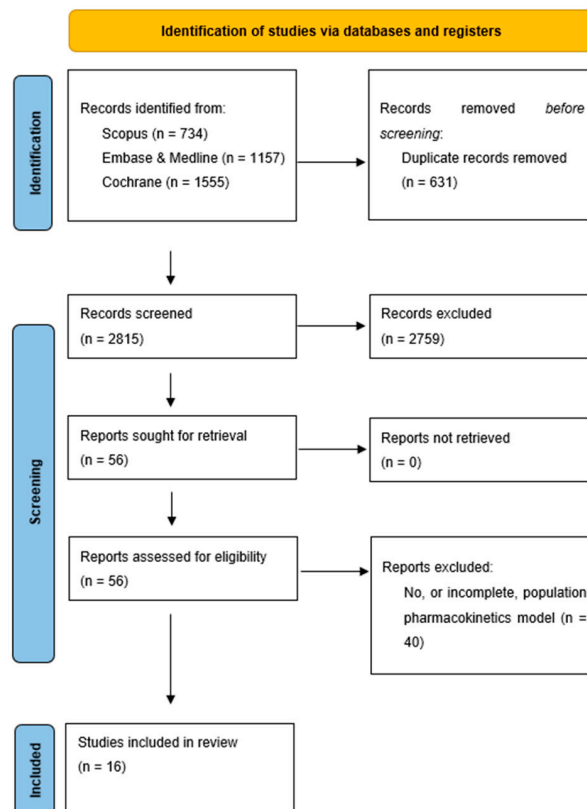 Identification of studies via databases and registers
Identification
Records identified from:
Scopus (n = 734)
Embase & Medline (n = 1157)
Cochrane (n = 1555)
Records removed before
screening:
Duplicate records removed
(n = 631)
Screening
Records screened
(n = 2815)
Records excluded
(n = 2759)
Reports sought for retrieval
(n = 56)
Reports not retrieved
(n = 0)
Reports assessed for eligibility
(n = 56)
Reports excluded:
No, or incomplete, population
pharmacokinetics model (n =
40)
Included
Studies included in review
(n = 16)